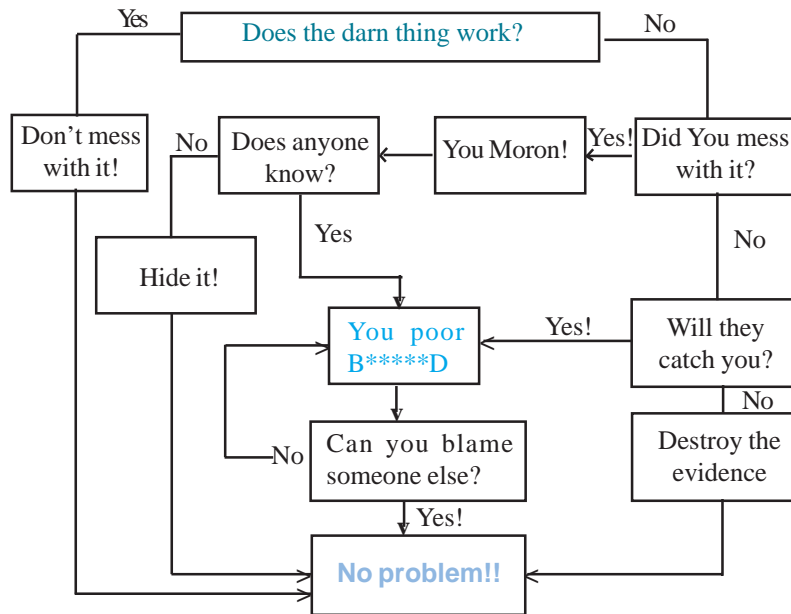 Yes
Does the darn thing work?
No
Don’t mess
with it!
No
Does anyone
know?
You Moron!
Yes!
Did You mess
with it?
Yes
No
Hide it!
You poor
B*****D
Yes!
Will they
catch you?
No
No
Can you blame
someone else?
Destroy the
evidence
Yes!
No problem!!